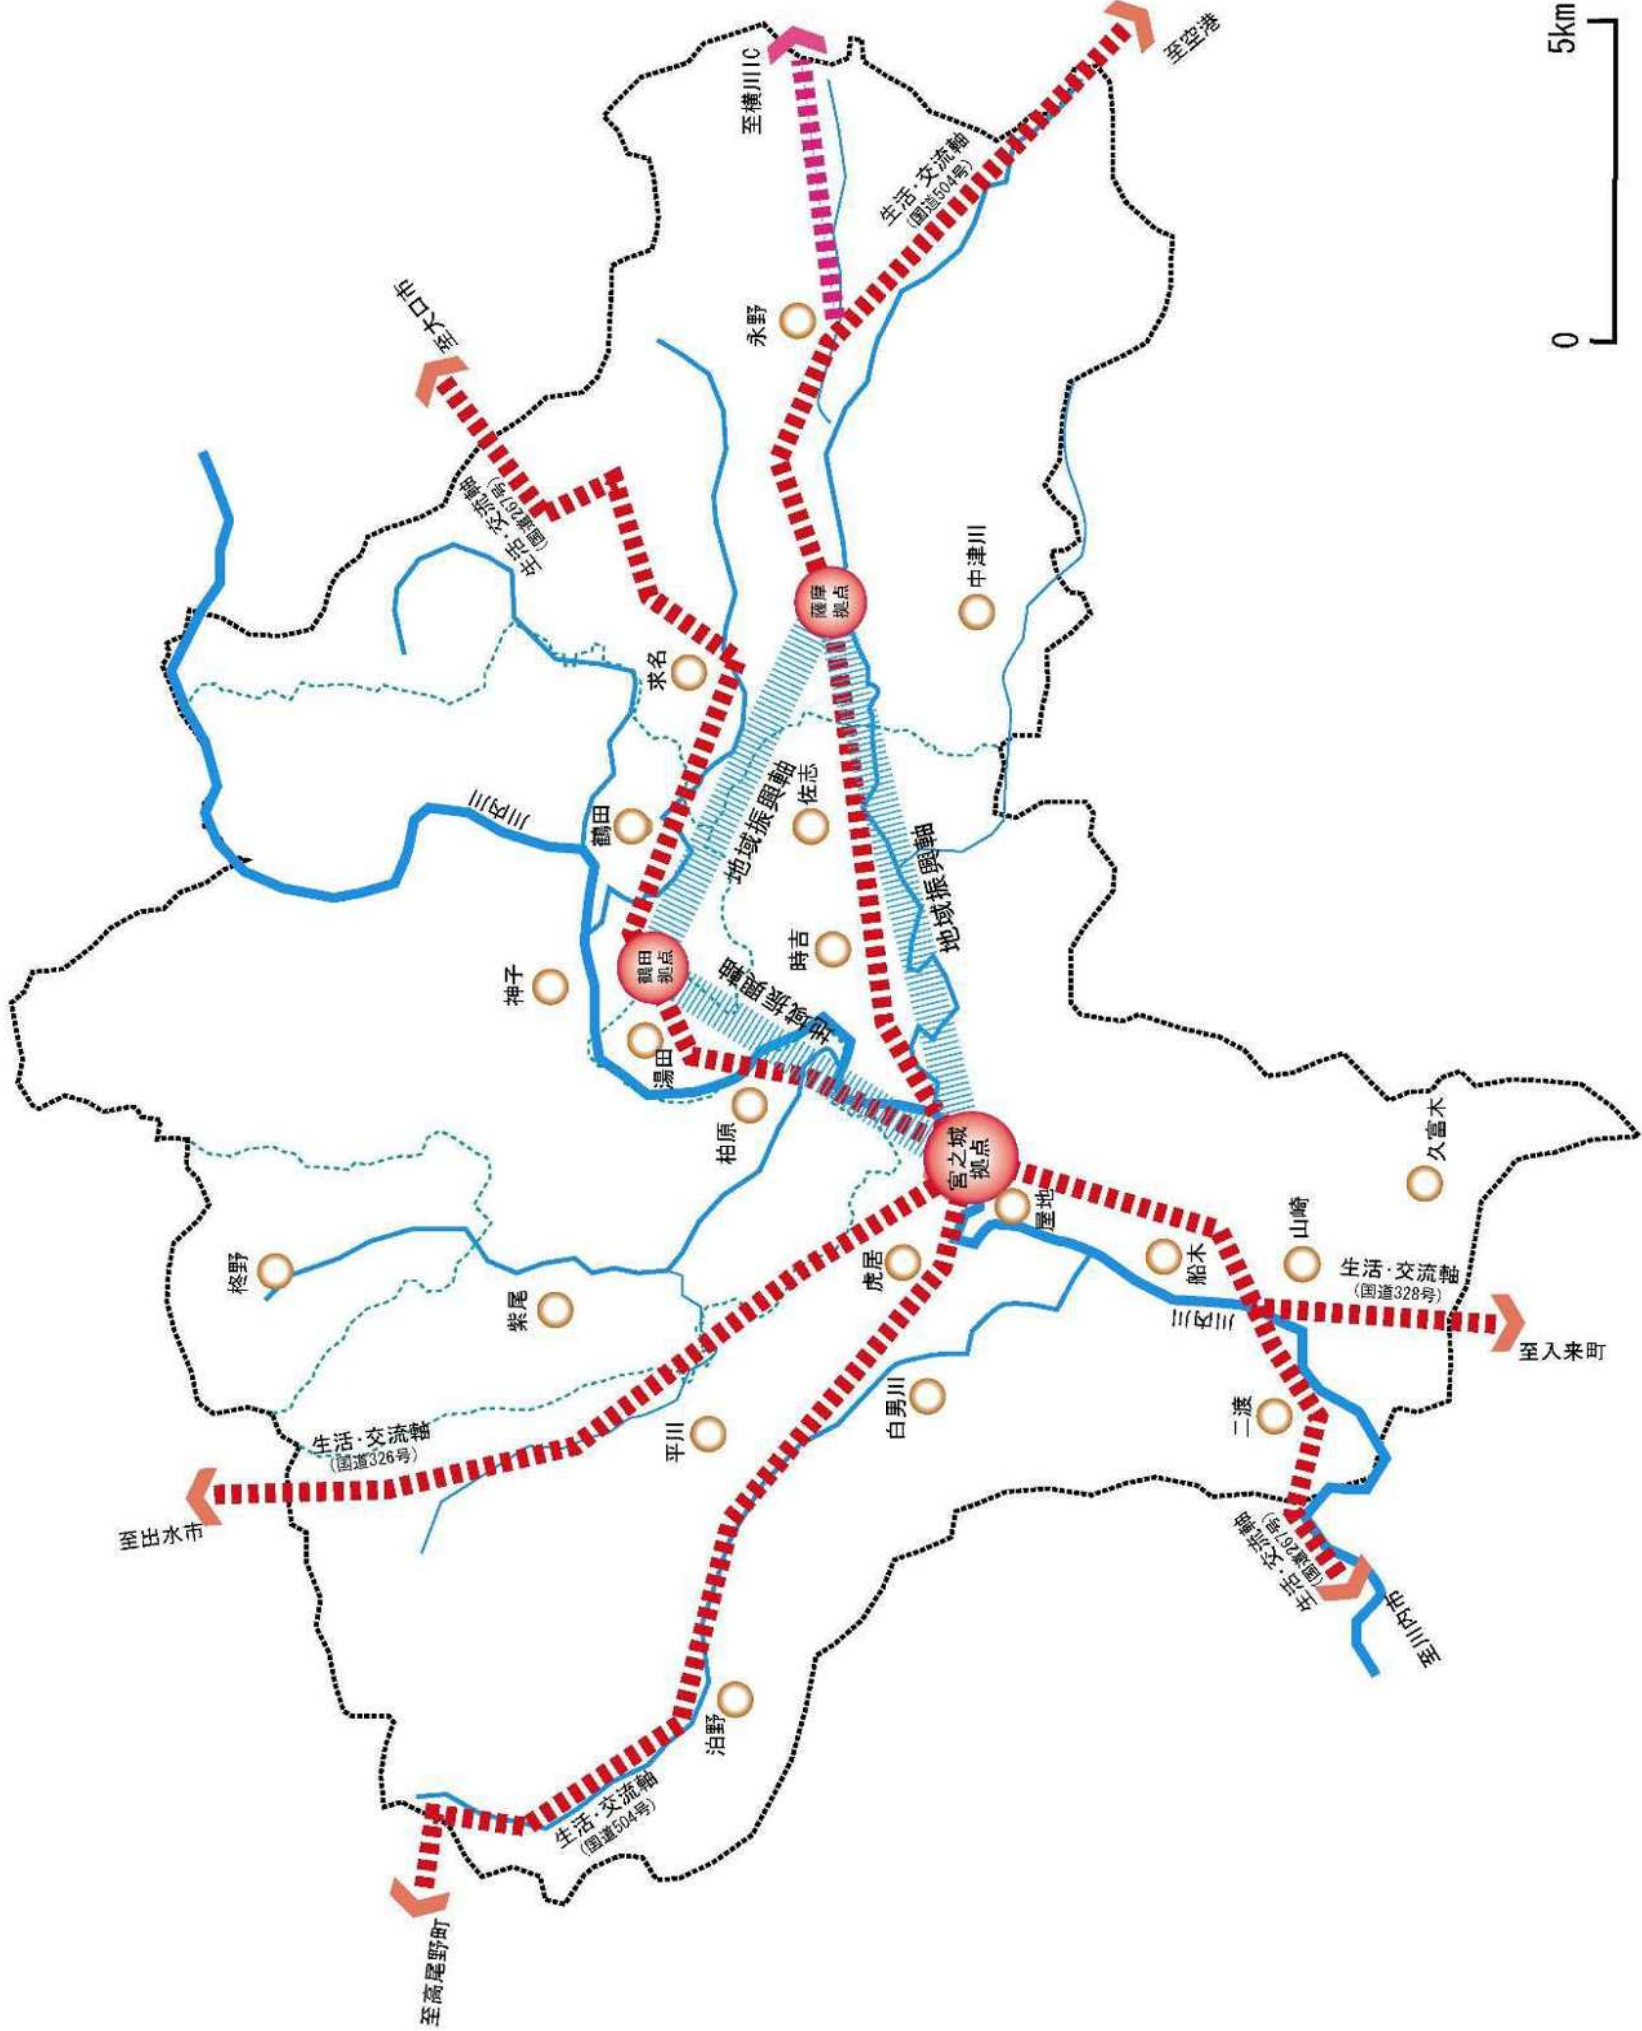 至空港
5km
0
至横川IC
生活・交流軸
(国道504号)
至大口市
生活・交流軸
(国道267号)
永野
薩摩
拠点
中津川
求名
川内川
鶴田
地域振興軸
佐志
地域振興軸
鶴田
拠点
神子
時吉
地域振興軸
湯田
柏原
宮之城
拠点
屋地
久富木
柊野
紫尾
虎居
船木
山崎
生活・交流軸
(国道328号)
川内川
至入来町
白男川
二渡
平川
生活・交流軸
(国道326号)
至出水市
生活・交流軸
(国道267号)
至川内市
泊野
生活・交流軸
(国道504号)
至高尾野町